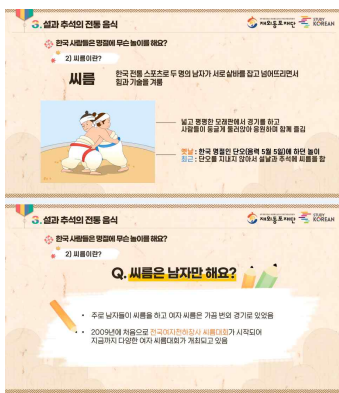 3. 설과 추석의 전통 음식
재외동포재단
STUDY
KOREAN
한국 사람들은 명절에 무슨 놀이를 해요?
2) 씨름이란?
씨름
한국 전통 스포츠로 두 명의 남자가 서로 샅바를 잡고 넘어뜨리면서
힘과 기술을 겨룸
넓고 평평한 모래판에서 경기를 하고
사람들이 둥글게 둘러앉아 응원하며 함께 즐김
옛날 : 한국 명절인 단오(음력 5월 5일)에 하던 놀이
최근 : 단오를 지내지 않아서 설날과 추석에 씨름을 함
3. 설과 추석의 전통 음식
재외동포재단
STUDY
KOREAN
한국 사람들은 명절에 무슨 놀이를 해요?
2) 씨름이란?
Q. 씨름은 남자만 해요?
• 주로 남자들이 씨름을 하고 여자 씨름은 가끔 번외 경기로 있었음
• 2009년에 처음으로 전국여자천하장사 씨름대회가 시작되어
지금까지 다양한 여자 씨름대회가 개최되고 있음